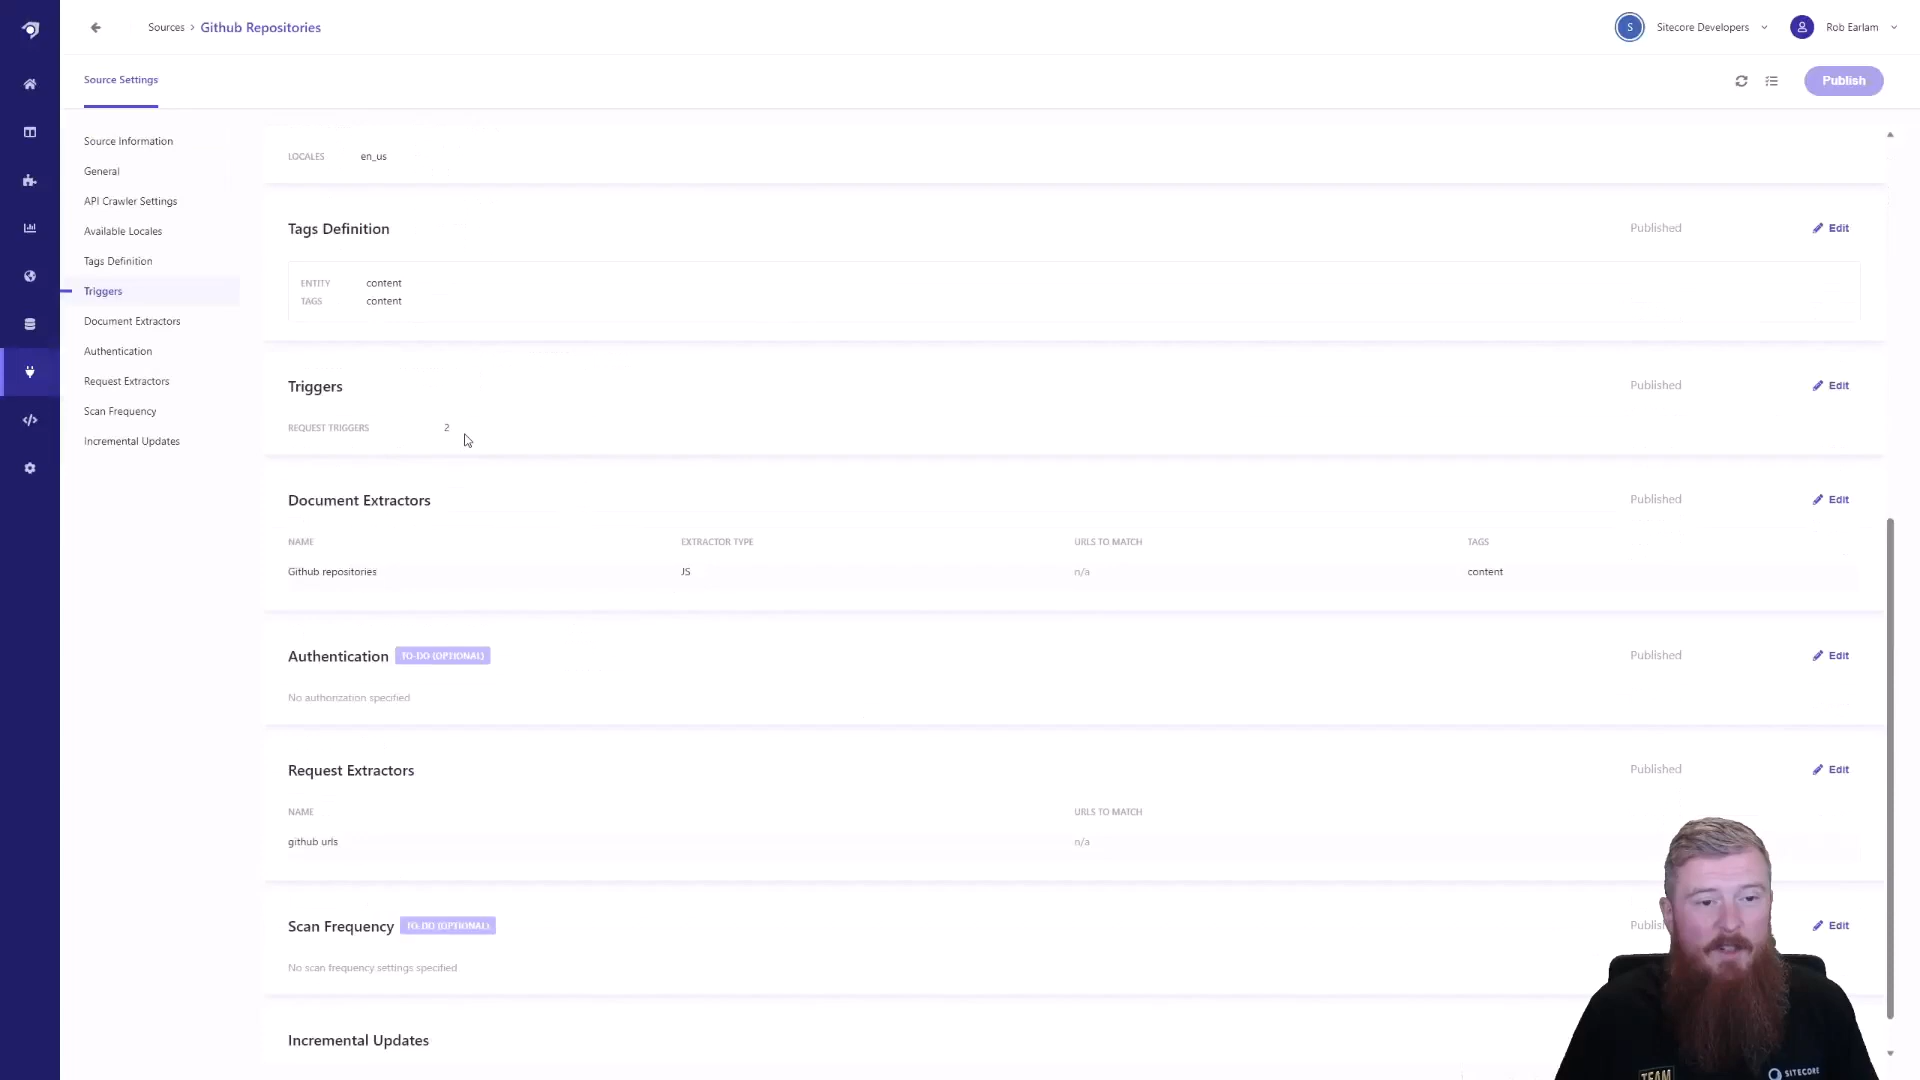 Sources > Github Repositories
S Sitecore Developers
Rob Earlam
Source Settings
Publish
Source Information
General
API Crawler Settings
Available Locales
Tags Definition
Triggers
Document Extractors
Authentication
Request Extractors
Scan Frequency
Incremental Updates
LOCALES en_us
Tags Definition Published Edit
ENTITY content
TAGS content
Triggers Published Edit
REQUEST TRIGGERS 2
Document Extractors Published Edit
NAME EXTRACTOR TYPE URLS TO MATCH TAGS
Github repositories JS n/a content
Authentication TO-DO (OPTIONAL) Published Edit
No authorization specified
Request Extractors Published Edit
NAME URLS TO MATCH
github urls n/a
Scan Frequency TO-DO (OPTIONAL) Edit
No scan frequency settings specified
Incremental Updates
TEAM SITECORE